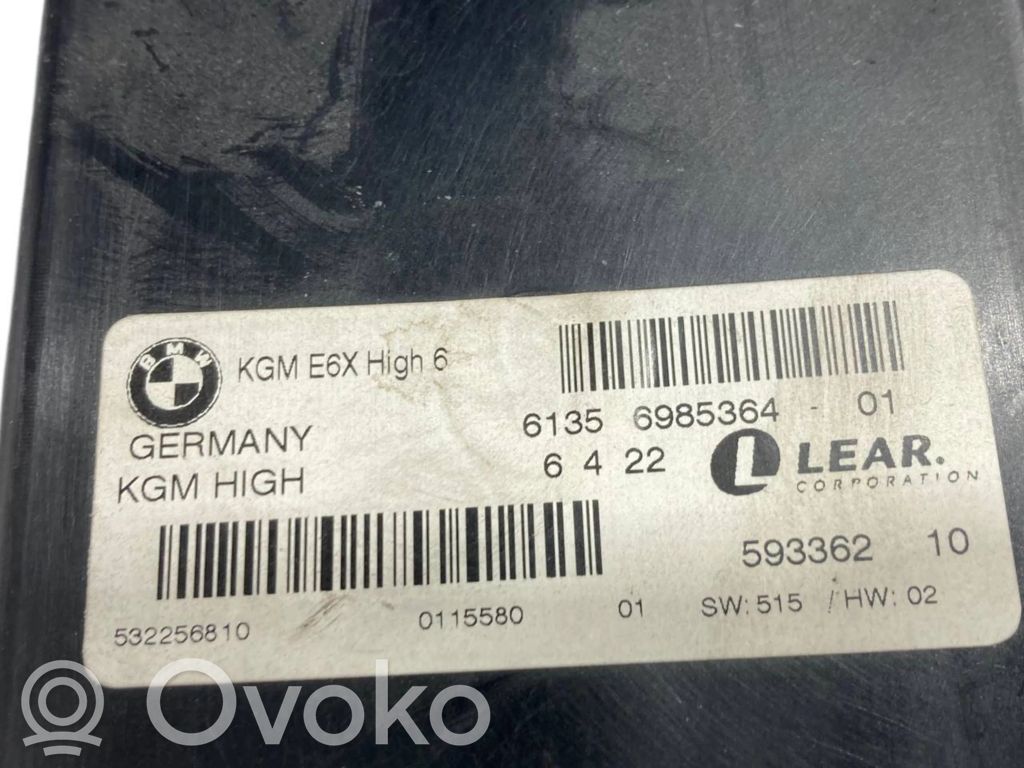 BMW
KGM E6X High 6
GERMANY
KGM HIGH
6135 6985364 - 01
6 4 22
L LEAR.
CORPORATION
593362 10
532256810 0115580 01 SW: 515 / HW: 02
Ovoko